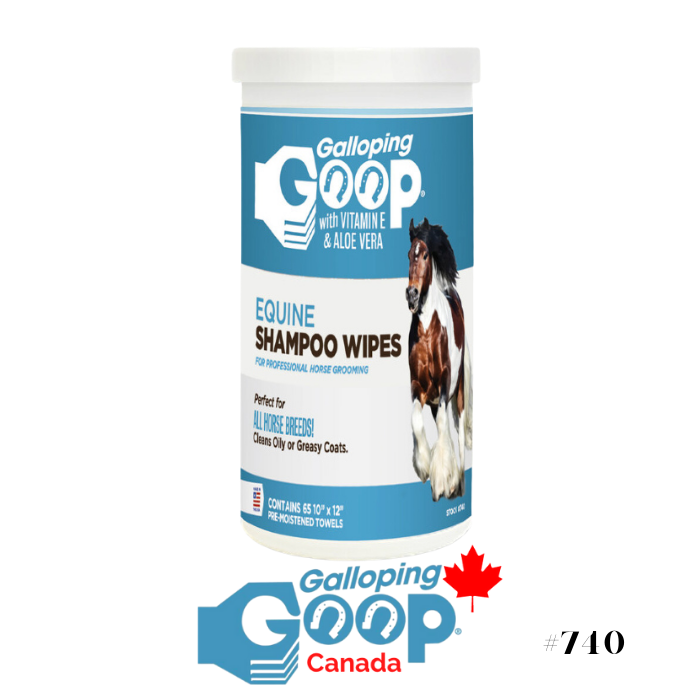 Galloping
GOOP®
with VITAMIN E
& ALOE VERA
EQUINE
SHAMPOO WIPES
FOR PROFESSIONAL HORSE GROOMING
Perfect for
ALL HORSE BREEDS!
Cleans Oily or Greasy Coats.
CONTAINS 65 10" x 12"
PRE-MOISTENED TOWELS
Galloping
GOOP®
Canada
#740